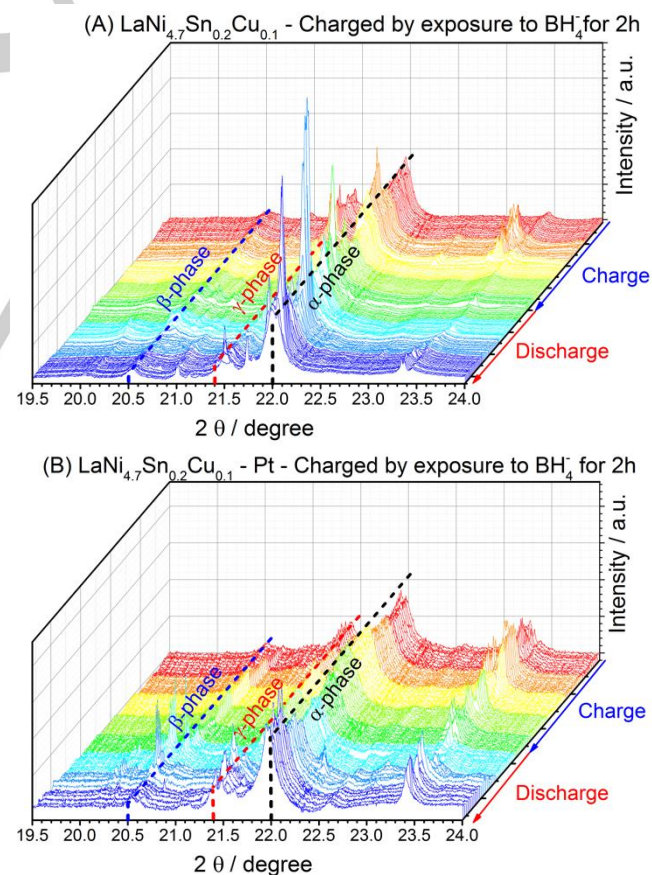 (A) LaNi4.7Sn0.2Cu0.1 - Charged by exposure to BH4- for 2h
Intensity / a.u.
β-phase
γ-phase
α-phase
Charge
Discharge
19.5 20.0 20.5 21.0 21.5 22.0 22.5 23.0 23.5 24.0
2 θ / degree
(B) LaNi4.7Sn0.2Cu0.1 - Pt - Charged by exposure to BH4- for 2h
Intensity / a.u.
β-phase
γ-phase
α-phase
Charge
Discharge
19.5 20.0 20.5 21.0 21.5 22.0 22.5 23.0 23.5 24.0
2 θ / degree